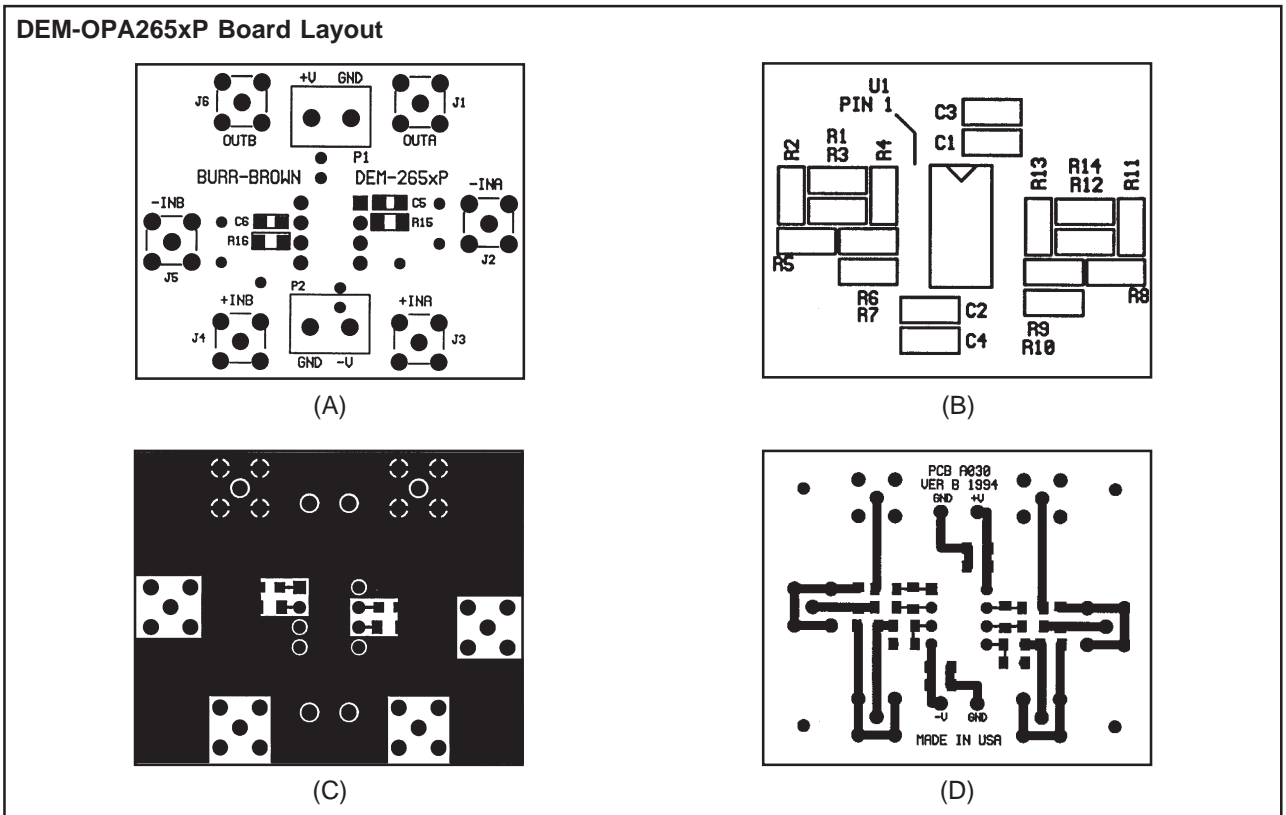 DEM-OPA265xP Board Layout
+V GND
J6
J1
OUTB
OUTA
P1
BURR-BROWN DEM-265xP
-INA
-INB
C6
C5
R16
R15
J5
J2
P2
+INB
+INA
J4
J3
GND -V
(A)
U1
PIN 1
C3
C1
R2
R1
R3
R4
R13
R14
R12
R11
R5
R8
R6
R7
C2
C4
R9
R10
(B)
(C)
PCB A030
VER B 1994
GND +V
-V GND
MADE IN USA
(D)